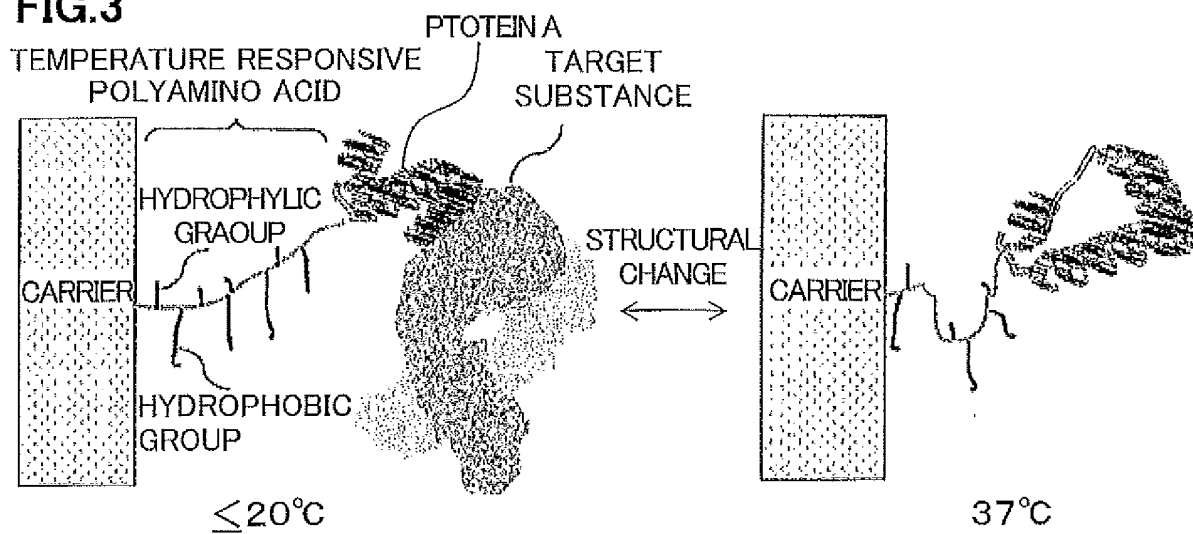 FIG.3
PTOTEIN A
TEMPERATURE RESPONSIVE
POLYAMINO ACID
TARGET
SUBSTANCE
HYDROPHYLIC
GRAOUP
CARRIER
HYDROPHOBIC
GROUP
≤20°C
STRUCTURAL
CHANGE
CARRIER
37°C